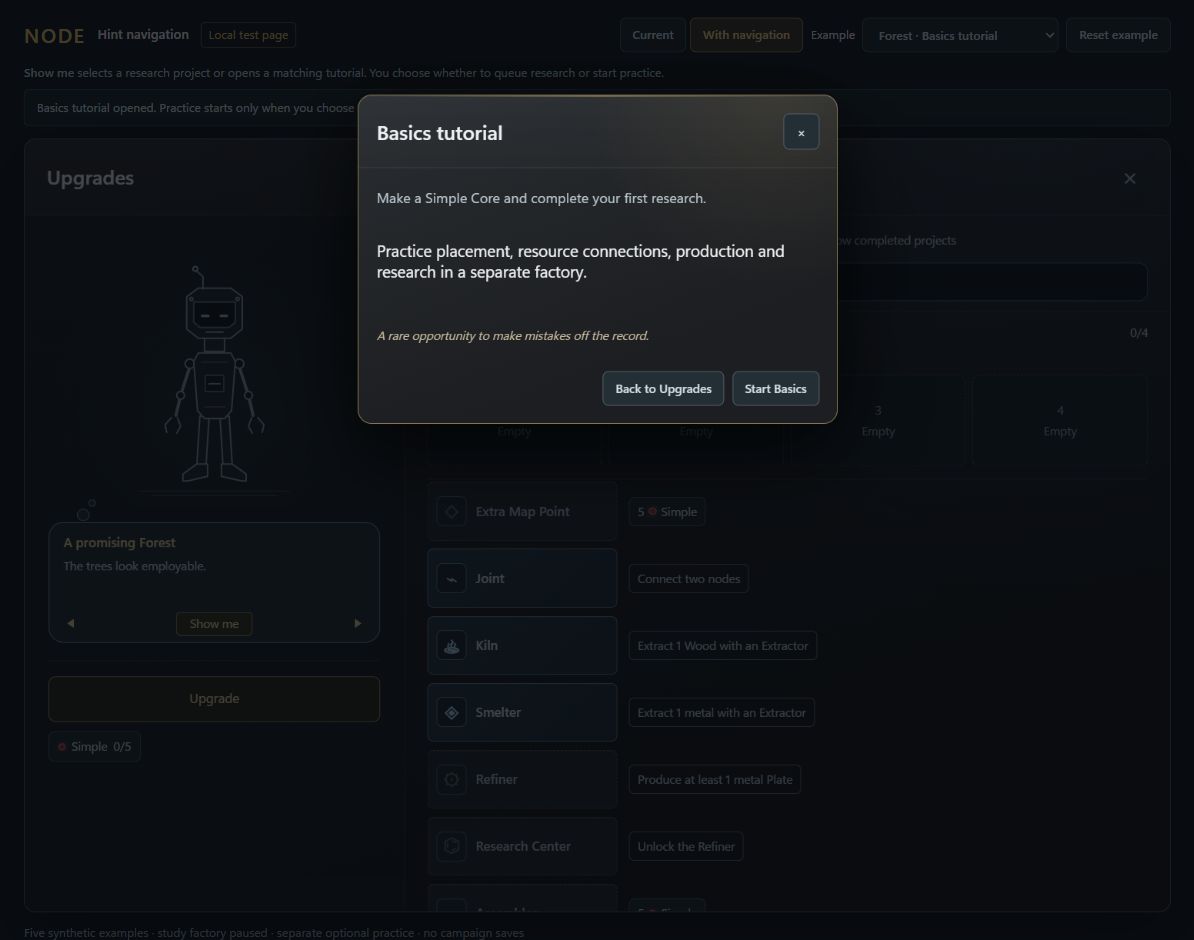 NODE Hint navigation Local test page Current With navigation Example Forest · Basics tutorial Reset example
Show me selects a research project or opens a matching tutorial. You choose whether to queue research or start practice.
Basics tutorial opened. Practice starts only when you choose
Basics tutorial ×
Make a Simple Core and complete your first research.
Practice placement, resource connections, production and
research in a separate factory.
A rare opportunity to make mistakes off the record.
Back to Upgrades Start Basics
Upgrades
completed projects
0/4
Empty
Empty
3
Empty
4
Empty
A promising Forest
The trees look employable.
Show me
Upgrade
Simple 0/5
Extra Map Point 5 Simple
Joint Connect two nodes
Kiln Extract 1 Wood with an Extractor
Smelter Extract 1 metal with an Extractor
Refiner Produce at least 1 metal Plate
Research Center Unlock the Refiner
Five synthetic examples · study factory paused · separate optional practice · no campaign saves